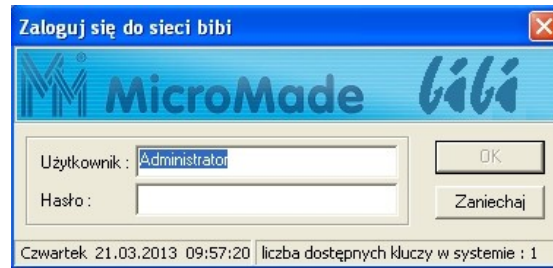 Zaloguj się do sieci bibi
MicroMade bibi
Użytkownik : Administrator
OK
Hasło :
Zaniechaj
Czwartek 21.03.2013 09:57:20 liczba dostępnych kluczy w systemie : 1